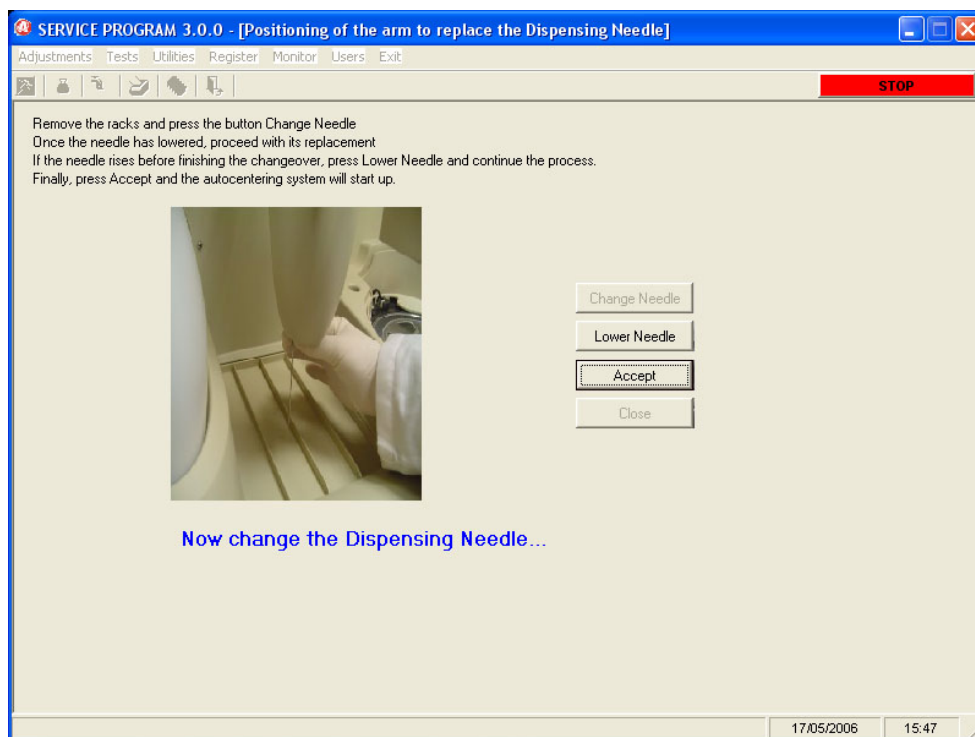 SERVICE PROGRAM 3.0.0 - [Positioning of the arm to replace the Dispensing Needle]
Adjustments Tests Utilities Register Monitor Users Exit
STOP
Remove the racks and press the button Change Needle
Once the needle has lowered, proceed with its replacement
If the needle rises before finishing the changeover, press Lower Needle and continue the process.
Finally, press Accept and the autocentering system will start up.
Change Needle
Lower Needle
Accept
Close
Now change the Dispensing Needle...
17/05/2006 15:47